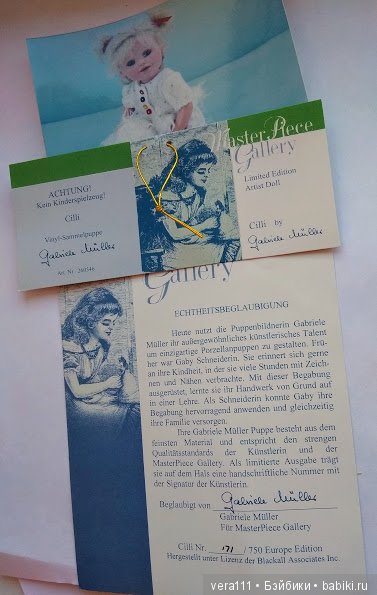 MasterPiece
Gallery
ACHTUNG!
Kein Kinderspielzeug!
Cilli
Vinyl-Sammelpuppe
Gabriele Müller
Limited Edition
Artist Doll
Cilli by
Gabriele Müller
Gallery
ECHTHEITSBEGLAUBIGUNG
Heute nutzt die Puppenbildnerin Gabriele
Müller ihr außergewöhnliches künstlerisches Talent
um einzigartige Porzellanpuppen zu gestalten. Frü-
her war Gaby Schneiderin. Sie erinnert sich gerne
an ihre Kindheit, in der sie viele Stunden mit Zeich-
nen und Nähen verbrachte. Mit dieser Begabung
ausgerüstet, lernte sie ihr Handwerk von Grund auf
in einer Lehre. Als Schneiderin konnte Gaby ihre
Begabung hervorragend anwenden und gleichzeitig
ihre Familie versorgen.
Ihre Gabriele Müller Puppe besteht aus dem
feinsten Material und entspricht den strengen
Qualitätsstandards der Künstlerin und der
MasterPiece Gallery. Als limitierte Ausgabe trägt
sie auf dem Hals eine handschriftliche Nummer mit
der Signatur der Künstlerin.
Beglaubigt von Gabriele Müller
Gabriele Müller
Für MasterPiece Gallery
Cilli Nr. 171 / 750 Europe Edition
Hergestellt unter Lizenz der Blackall Associates Inc.
vera111 • Бэйбики • babiki.ru